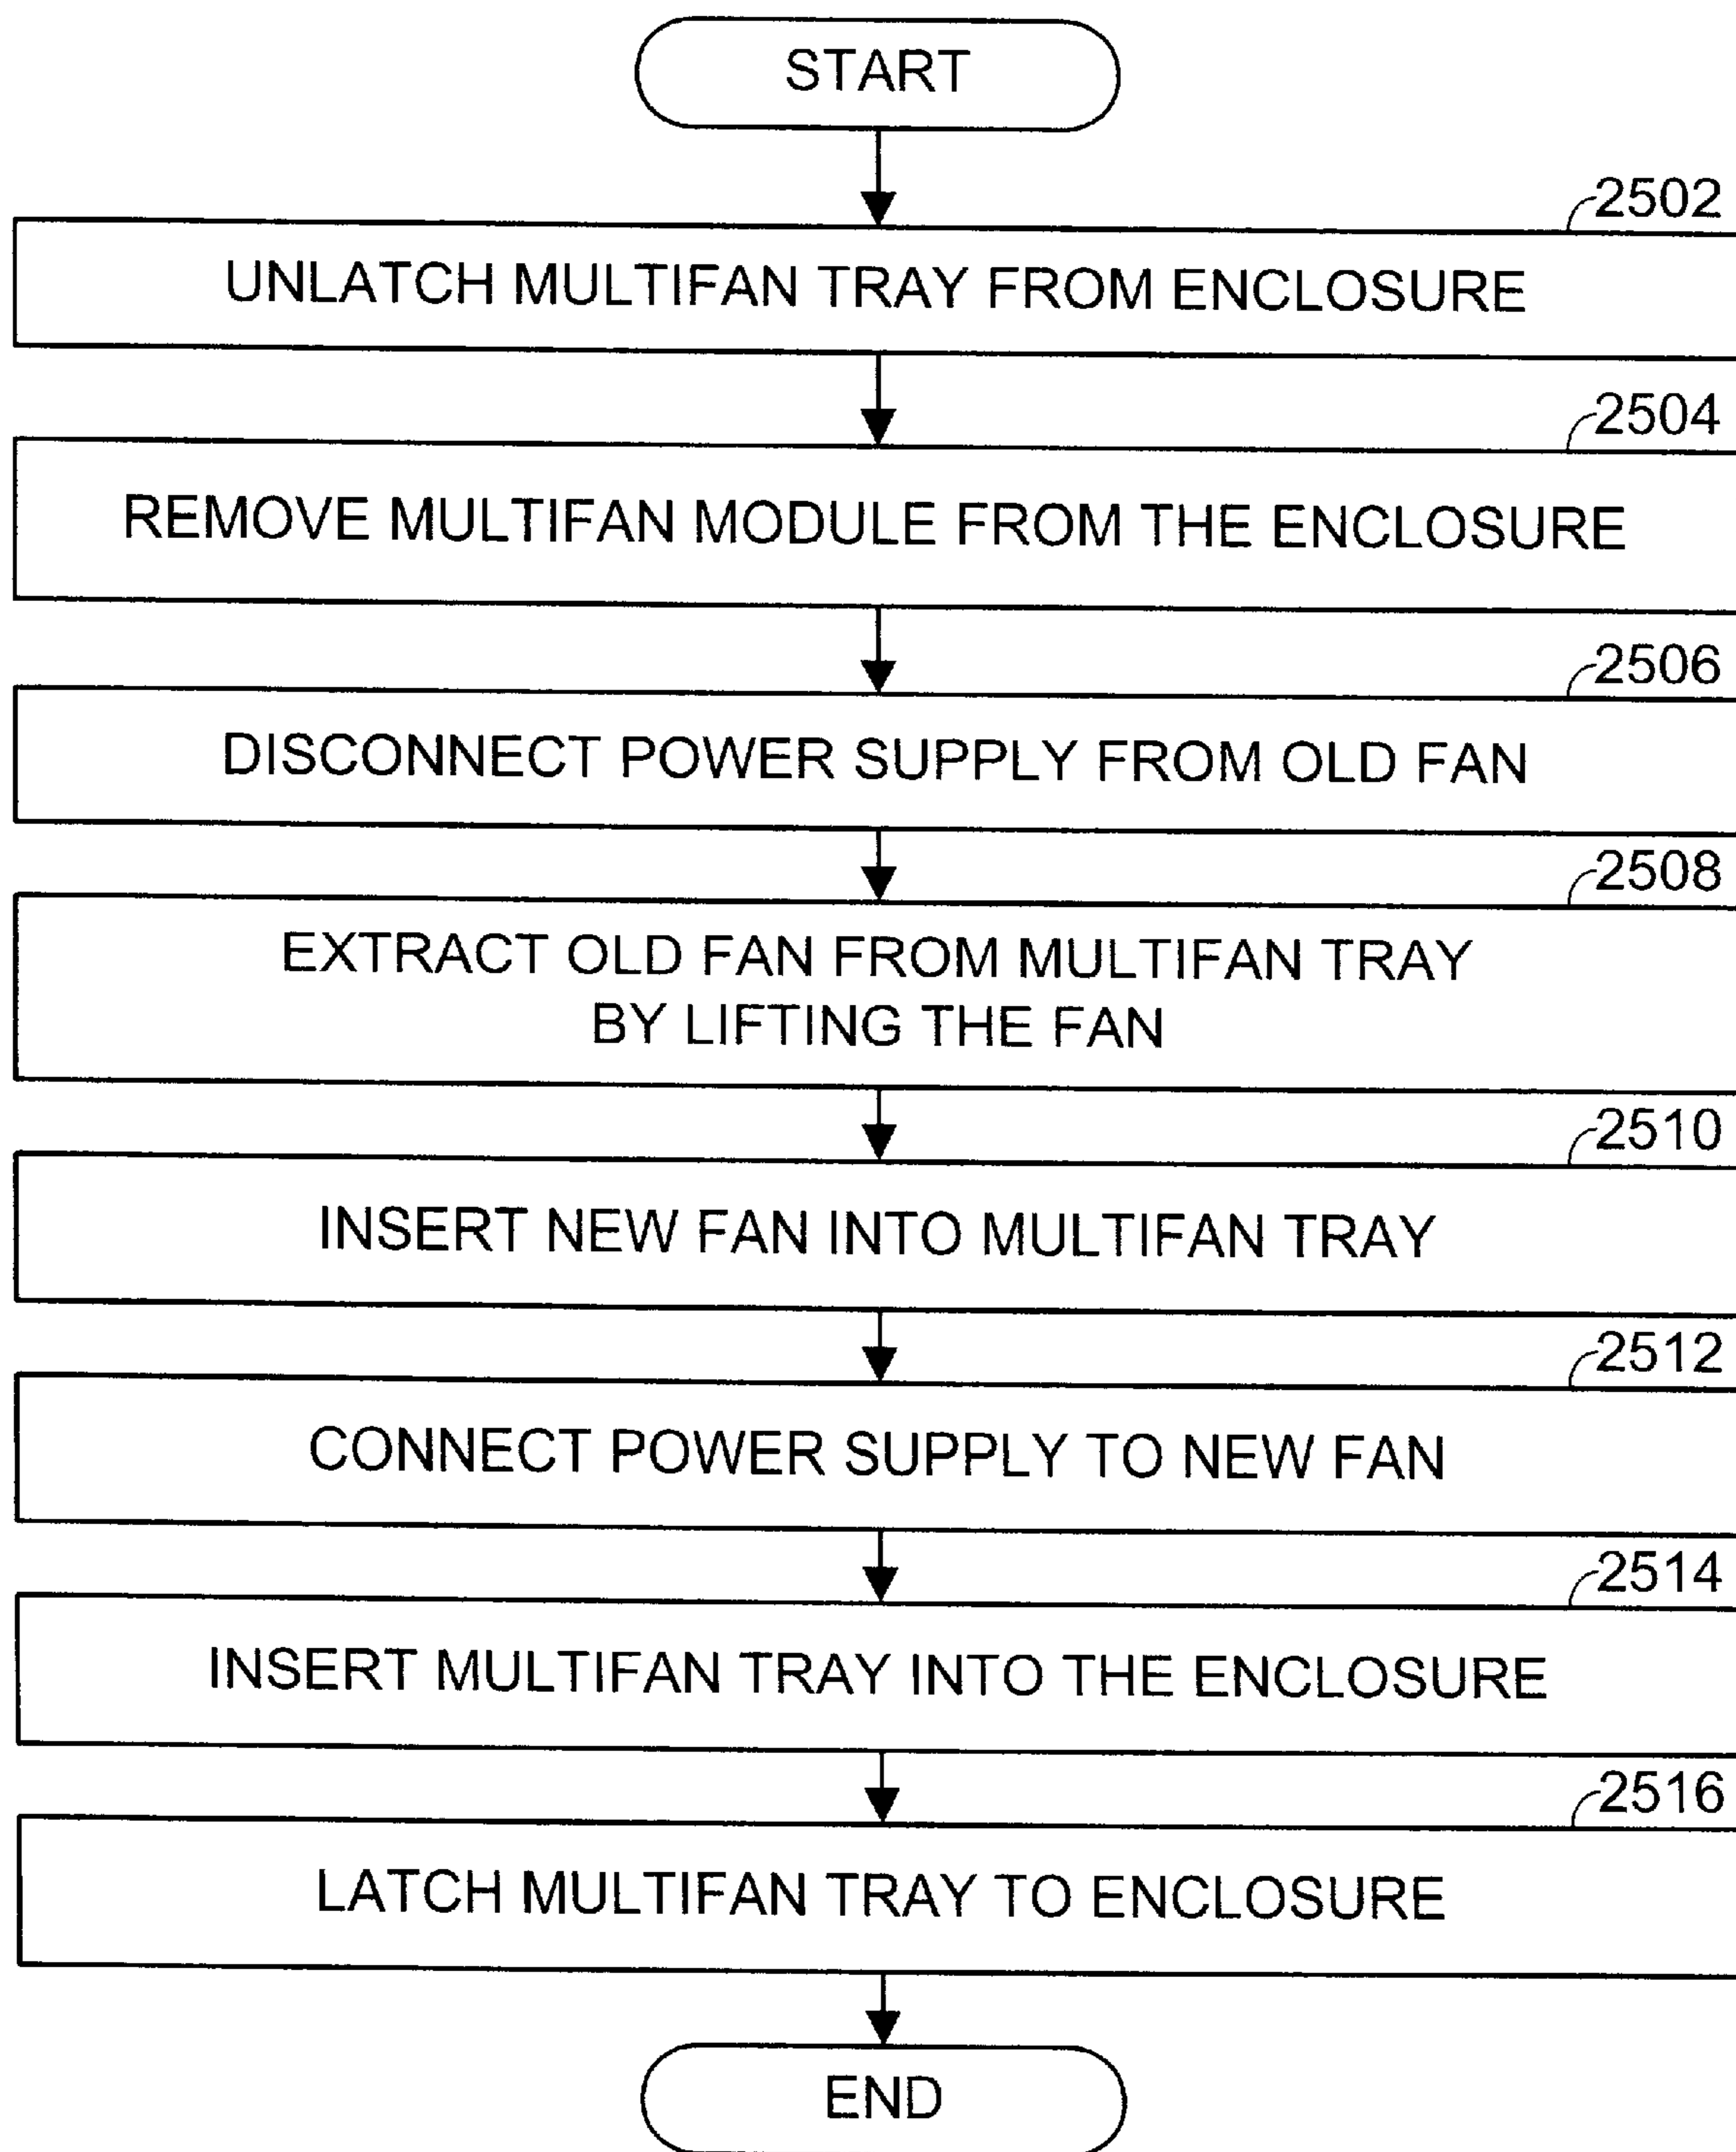 START
2502
UNLATCH MULTIFAN TRAY FROM ENCLOSURE
2504
REMOVE MULTIFAN MODULE FROM THE ENCLOSURE
2506
DISCONNECT POWER SUPPLY FROM OLD FAN
2508
EXTRACT OLD FAN FROM MULTIFAN TRAY
BY LIFTING THE FAN
2510
INSERT NEW FAN INTO MULTIFAN TRAY
2512
CONNECT POWER SUPPLY TO NEW FAN
2514
INSERT MULTIFAN TRAY INTO THE ENCLOSURE
2516
LATCH MULTIFAN TRAY TO ENCLOSURE
END